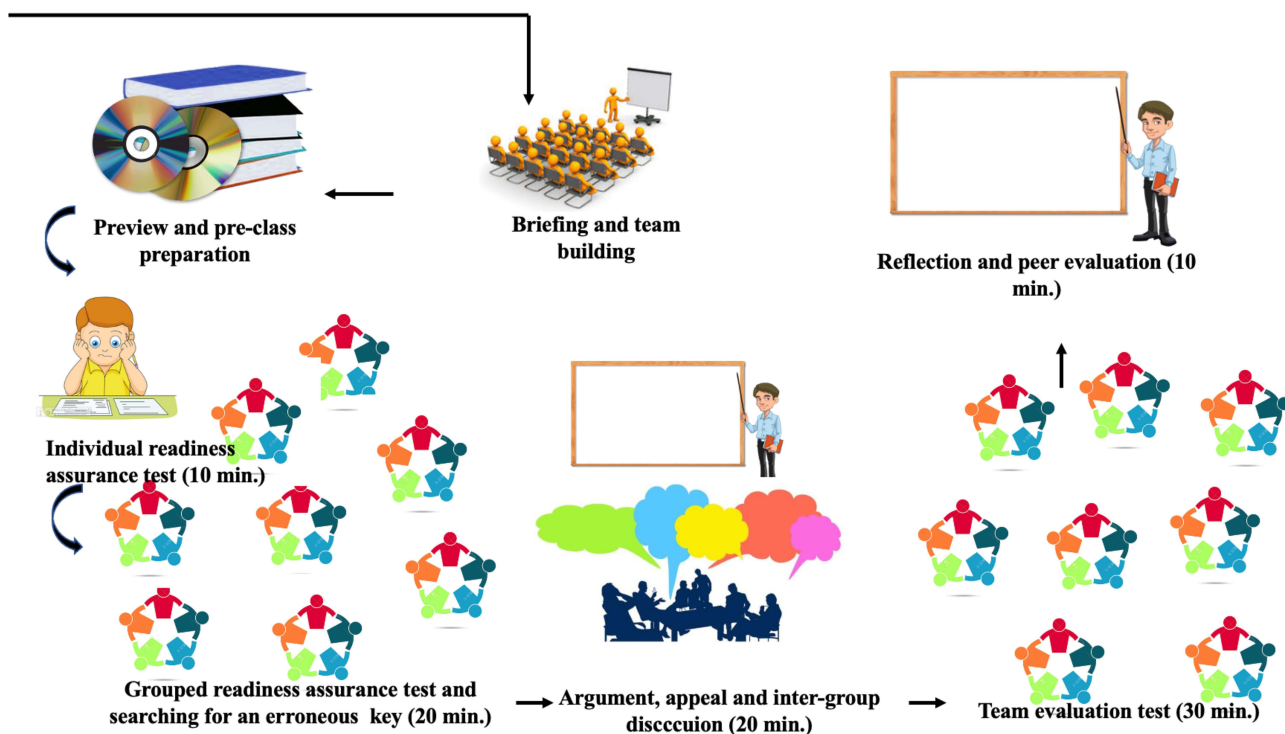 Preview and pre-class
preparation
Briefing and team
building
Reflection and peer evaluation (10
min.)
Individual readiness
assurance test (10 min.)
Grouped readiness assurance test and
searching for an erroneous key (20 min.)
Argument, appeal and inter-group
discccuion (20 min.)
Team evaluation test (30 min.)